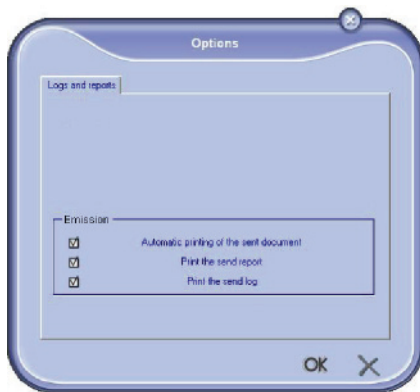 Options
Logs and reports
Emission
Automatic printing of the sent document
Print the send report
Print the send log
OK